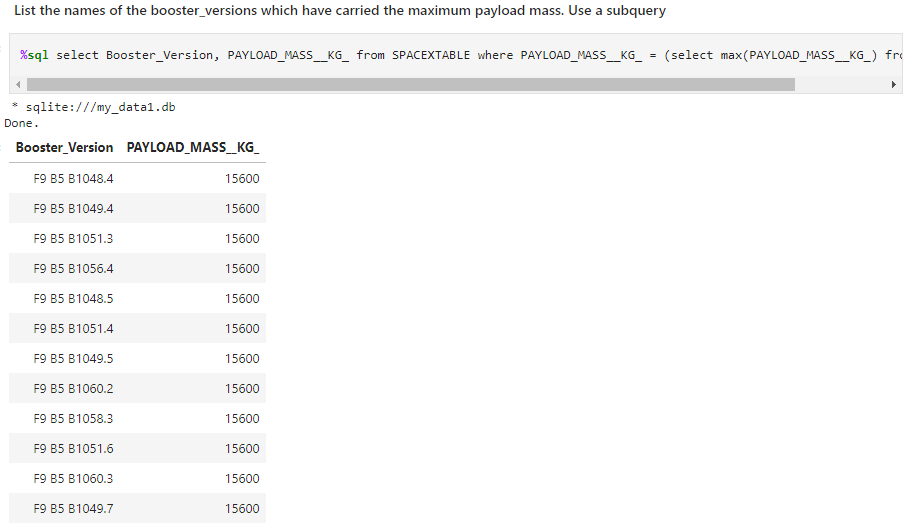 List the names of the booster_versions which have carried the maximum payload mass. Use a subquery
%sql select Booster_Version, PAYLOAD_MASS__KG_ from SPACEXTABLE where PAYLOAD_MASS__KG_ = (select max(PAYLOAD_MASS__KG_)
* sqlite:///my_data1.db
Done.
Booster_Version PAYLOAD_MASS__KG_
F9 B5 B1048.4 15600
F9 B5 B1049.4 15600
F9 B5 B1051.3 15600
F9 B5 B1056.4 15600
F9 B5 B1048.5 15600
F9 B5 B1051.4 15600
F9 B5 B1049.5 15600
F9 B5 B1060.2 15600
F9 B5 B1058.3 15600
F9 B5 B1051.6 15600
F9 B5 B1060.3 15600
F9 B5 B1049.7 15600